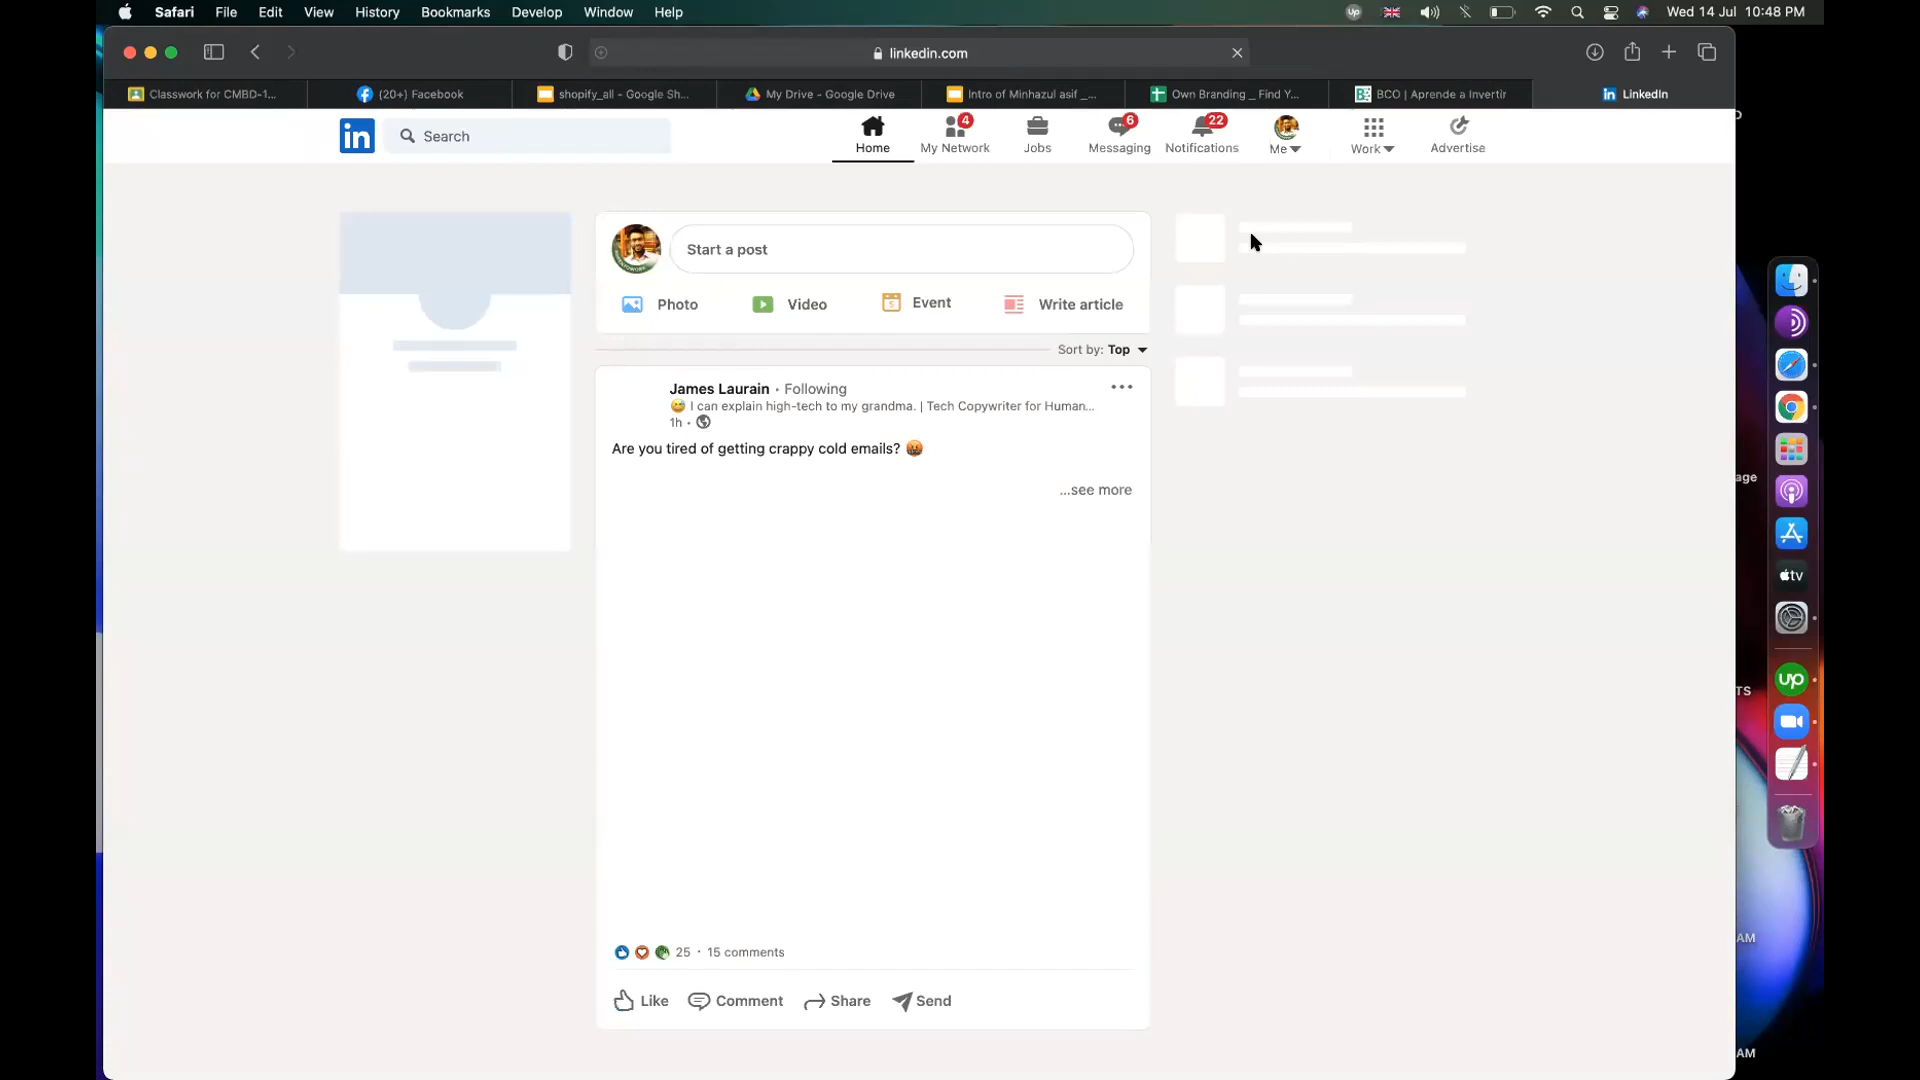 Safari File Edit View History Bookmarks Develop Window Help
up
Wed 14 Jul 10:48 PM
linkedin.com
Classwork for CMBD-1...
(20+) Facebook
shopify_all - Google Sh...
My Drive - Google Drive
Intro of Minhazul asif _...
Own Branding _ Find Y...
BCO | Aprende a Invertir
LinkedIn
in
Search
Home
4
My Network
Jobs
6
Messaging
22
Notifications
Me
Work
Advertise
Start a post
Photo
Video
Event
Write article
Sort by: Top
James Laurain • Following
😅 I can explain high-tech to my grandma. | Tech Copywriter for Human...
1h •
Are you tired of getting crappy cold emails? 🤬
...see more
25 • 15 comments
Like
Comment
Share
Send
tv
up
age
TS
AM
AM